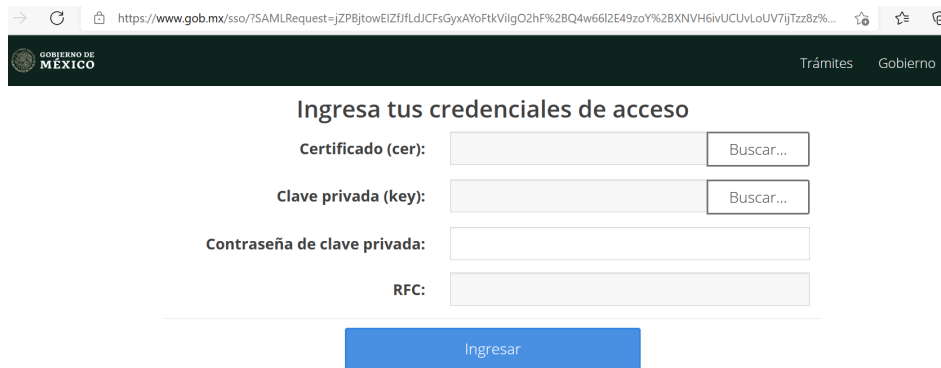 https://www.gob.mx/sso/?SAMLRequest=jZPBjtowEIZfJfLdJCFsGyxAYoFtkVilgO2hF%2BQ4w66l2E49zoY%2BXNVH6ivUCUvLoUV7ijTzz8z%...
GOBIERNO DE
MÉXICO
Trámites Gobierno
Ingresa tus credenciales de acceso
Certificado (cer): Buscar...
Clave privada (key): Buscar...
Contraseña de clave privada:
RFC:
Ingresar